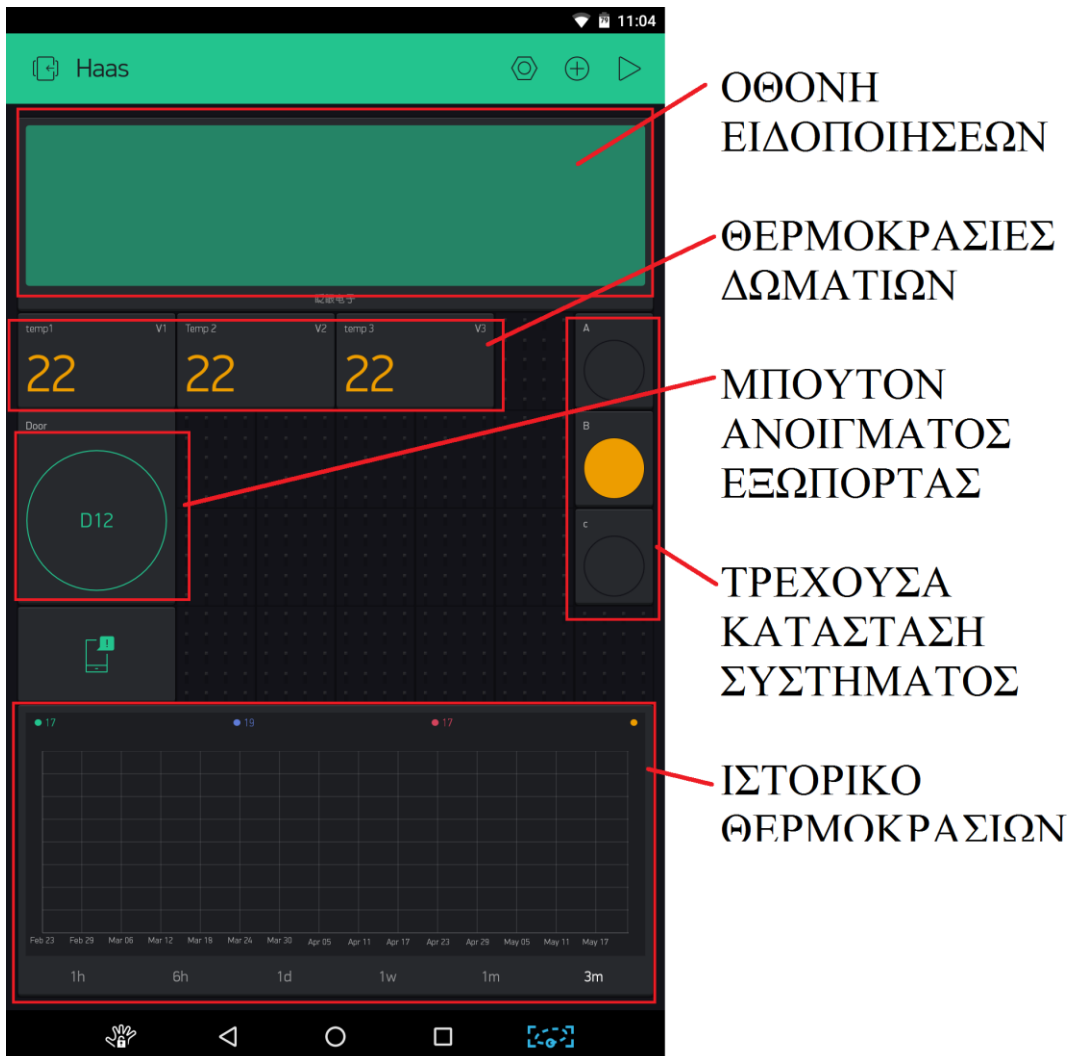 79 11:04
Haas
ΟΘΟΝΗ
ΕΙΔΟΠΟΙΗΣΕΩΝ
ΘΕΡΜΟΚΡΑΣΙΕΣ
ΔΩΜΑΤΙΩΝ
temp1 V1 Temp 2 V2 temp 3 V3 A
22 22 22
ΜΠΟΥΤΟΝ
ΑΝΟΙΓΜΑΤΟΣ
ΕΞΩΠΟΡΤΑΣ
Door B
D12
c
ΤΡΕΧΟΥΣΑ
ΚΑΤΑΣΤΑΣΗ
ΣΥΣΤΗΜΑΤΟΣ
17 19 17
ΙΣΤΟΡΙΚΟ
ΘΕΡΜΟΚΡΑΣΙΩΝ
Feb 23 Feb 29 Mar 06 Mar 12 Mar 18 Mar 24 Mar 30 Apr 05 Apr 11 Apr 17 Apr 23 Apr 29 May 05 May 11 May 17
1h 6h 1d 1w 1m 3m